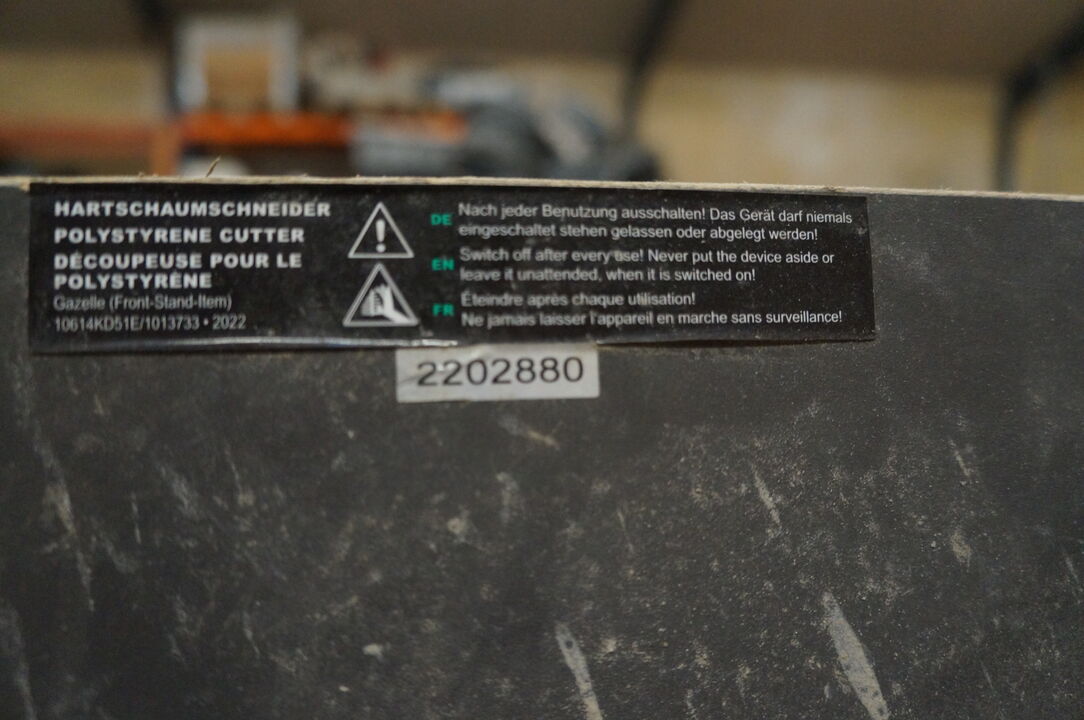 HARTSCHAUMSCHNEIDER
POLYSTYRENE CUTTER
DÉCOUPEUSE POUR LE
POLYSTYRÈNE
Gazelle (Front-Stand-Item)
10614KD51E/1013733 • 2022
DE Nach jeder Benutzung ausschalten! Das Gerät darf niemals
eingeschaltet stehen gelassen oder abgelegt werden!
EN Switch off after every use! Never put the device aside or
leave it unattended, when it is switched on!
FR Éteindre après chaque utilisation!
Ne jamais laisser l'appareil en marche sans surveillance!
2202880